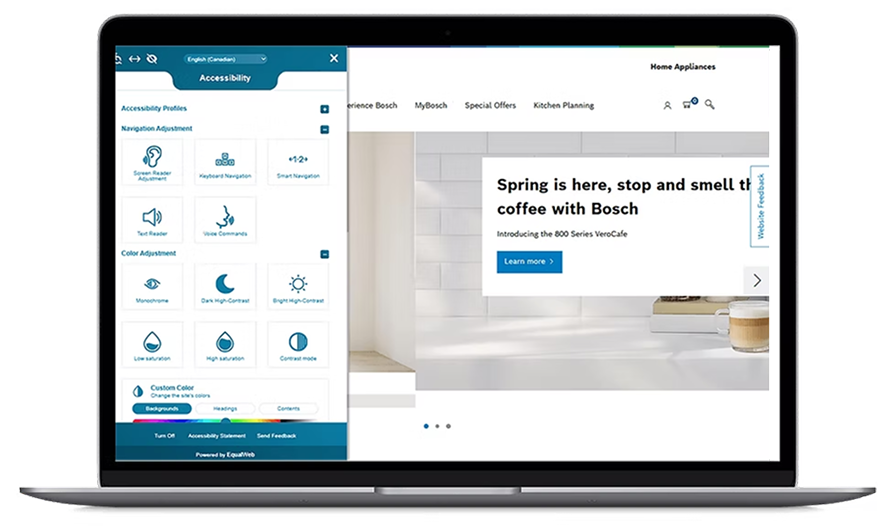 English (Canadian)
Accessibility
Accessibility Profiles
Navigation Adjustment
Screen Reader
Adjustment
Keyboard Navigation
Smart Navigation
Text Reader
Voice Commands
Color Adjustment
Monochrome
Dark High-Contrast
Bright High-Contrast
Low saturation
High saturation
Contrast mode
Custom Color
Change the site's colors
Backgrounds Headings Contents
Turn Off Accessibility Statement Send Feedback
Powered by EqualWeb
Home Appliances
erience Bosch MyBosch Special Offers Kitchen Planning
0
Spring is here, stop and smell th
coffee with Bosch
Introducing the 800 Series VeroCafe
Learn more
Website Feedback